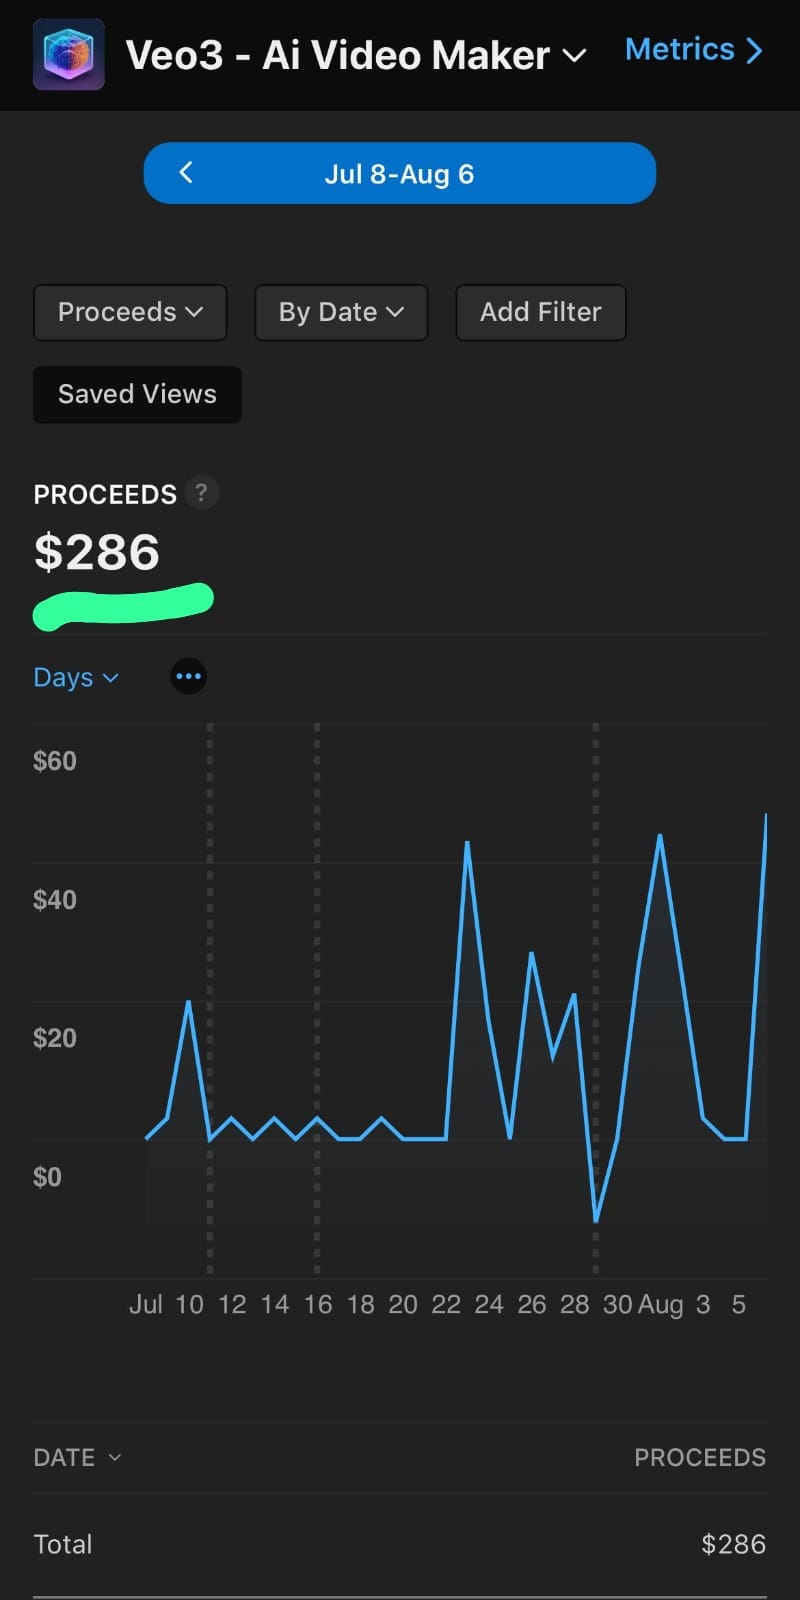 Veo3 - Ai Video Maker
Metrics
Jul 8-Aug 6
Proceeds
By Date
Add Filter
Saved Views
PROCEEDS ?
$286
Days
$60
$40
$20
$0
Jul 10 12 14 16 18 20 22 24 26 28 30 Aug 3 5
DATE PROCEEDS
Total $286